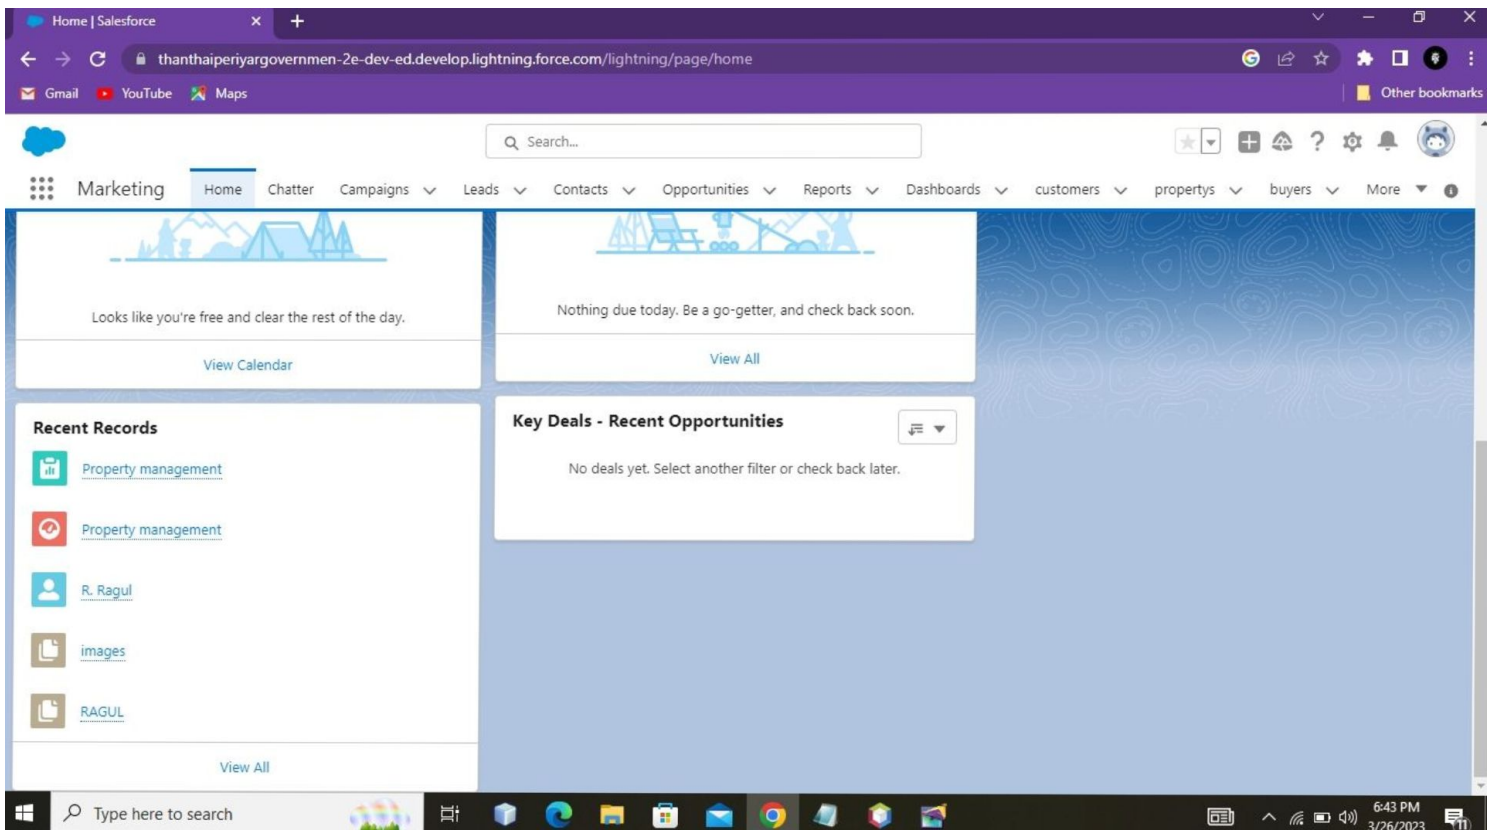 Home | Salesforce
thanthaiperiyargovernmen-2e-dev-ed.develop.lightning.force.com/lightning/page/home
Gmail YouTube Maps Other bookmarks
Search...
Marketing Home Chatter Campaigns Leads Contacts Opportunities Reports Dashboards customers propertys buyers More
Looks like you're free and clear the rest of the day.
View Calendar
Nothing due today. Be a go-getter, and check back soon.
View All
Recent Records
Property management
Property management
R. Ragul
images
RAGUL
View All
Key Deals - Recent Opportunities
No deals yet. Select another filter or check back later.
Type here to search
6:43 PM
3/26/2023
11